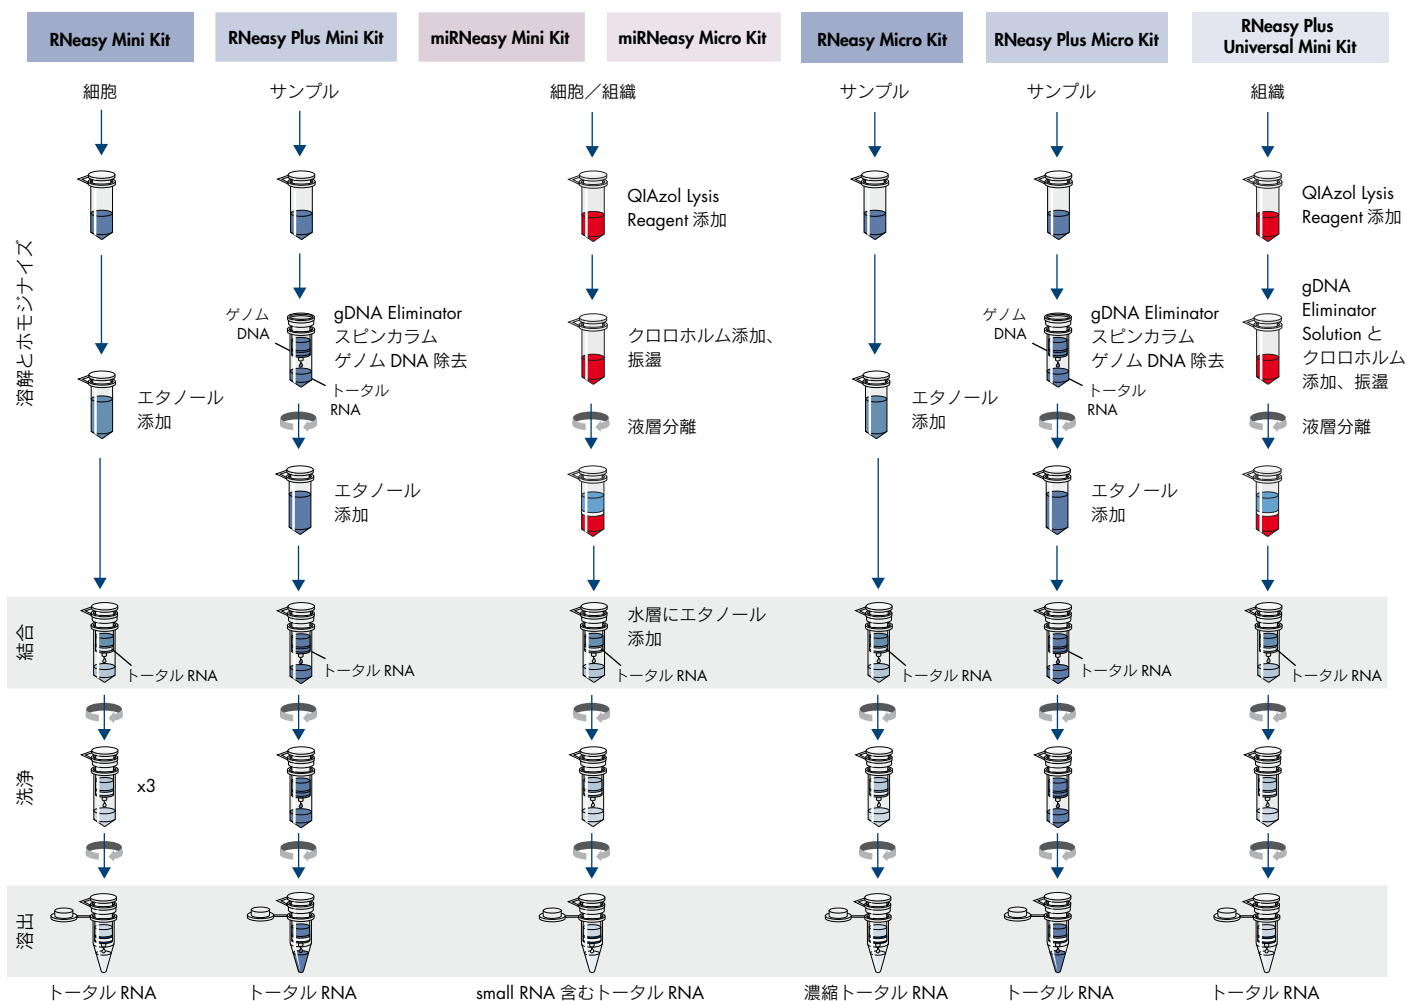 RNeasy Mini Kit
RNeasy Plus Mini Kit
miRNeasy Mini Kit
miRNeasy Micro Kit
RNeasy Micro Kit
RNeasy Plus Micro Kit
RNeasy Plus
Universal Mini Kit
細胞
サンプル
細胞／組織
サンプル
サンプル
組織
溶解とホモジナイズ
QIAzol Lysis
Reagent 添加
QIAzol Lysis
Reagent 添加
ゲノム
DNA
gDNA Eliminator
スピンカラム
ゲノム DNA 除去
トータル
RNA
クロロホルム添加、
振盪
ゲノム
DNA
gDNA Eliminator
スピンカラム
ゲノム DNA 除去
トータル
RNA
gDNA
Eliminator
Solution と
クロロホルム
添加、振盪
エタノール
添加
液層分離
エタノール
添加
液層分離
エタノール
添加
エタノール
添加
結合
水層にエタノール
添加
トータル RNA
トータル RNA
トータル RNA
トータル RNA
トータル RNA
トータル RNA
洗浄
x3
溶出
トータル RNA
トータル RNA
small RNA 含むトータル RNA
濃縮トータル RNA
トータル RNA
トータル RNA